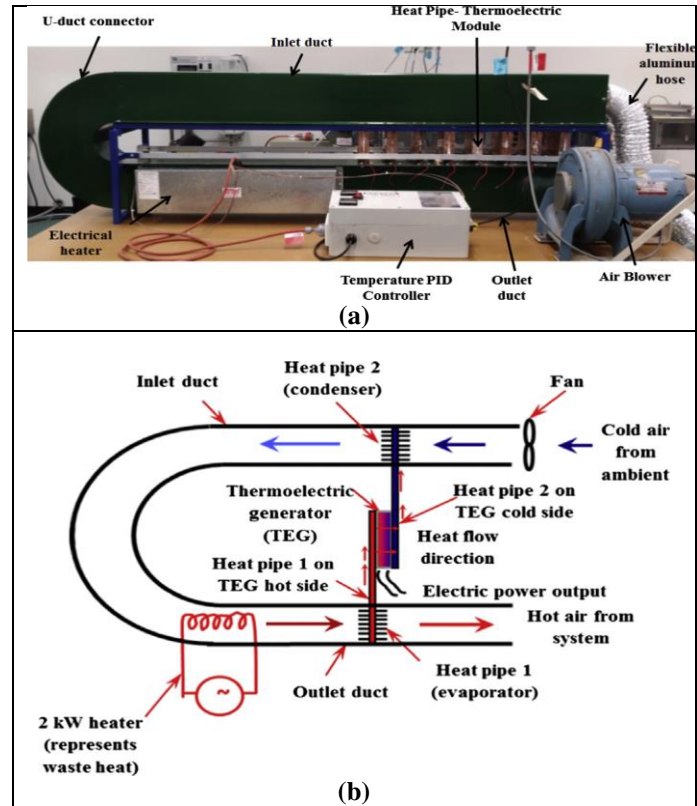 U-duct connector
Inlet duct
Heat Pipe- Thermoelectric
Module
Flexible
aluminum
hose
Electrical
heater
Temperature PID
Controller
Outlet
duct
Air Blower
(a)
Heat pipe 2
(condenser)
Inlet duct
Fan
Cold air
from
ambient
Thermoelectric
generator
(TEG)
Heat pipe 2 on
TEG cold side
Heat flow
direction
Heat pipe 1 on
TEG hot side
Electric power output
Hot air from
system
Heat pipe 1
(evaporator)
Outlet duct
2 kW heater
(represents
waste heat)
~
(b)